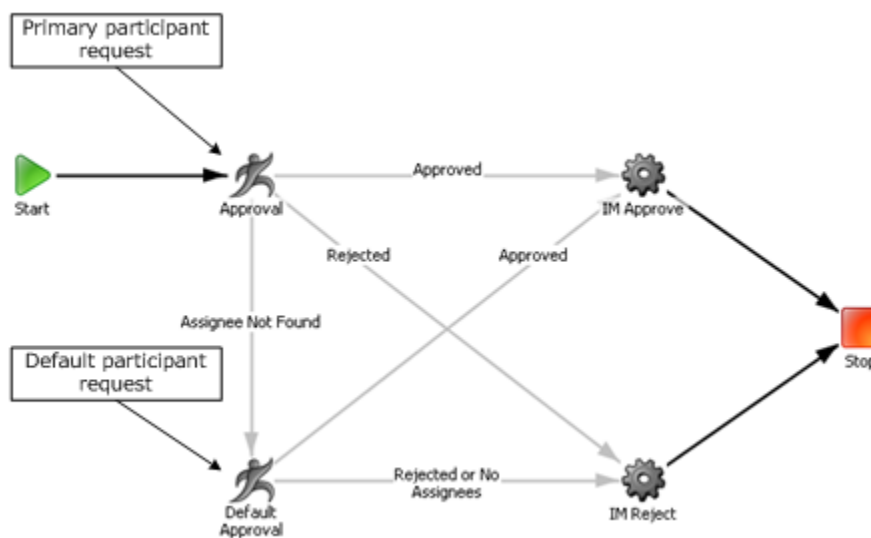 Primary participant
request
Approved
Start
Approval
IM Approve
Rejected
Approved
Assignee Not Found
Default participant
request
Stop
Rejected or No
Assignees
Default
Approval
IM Reject